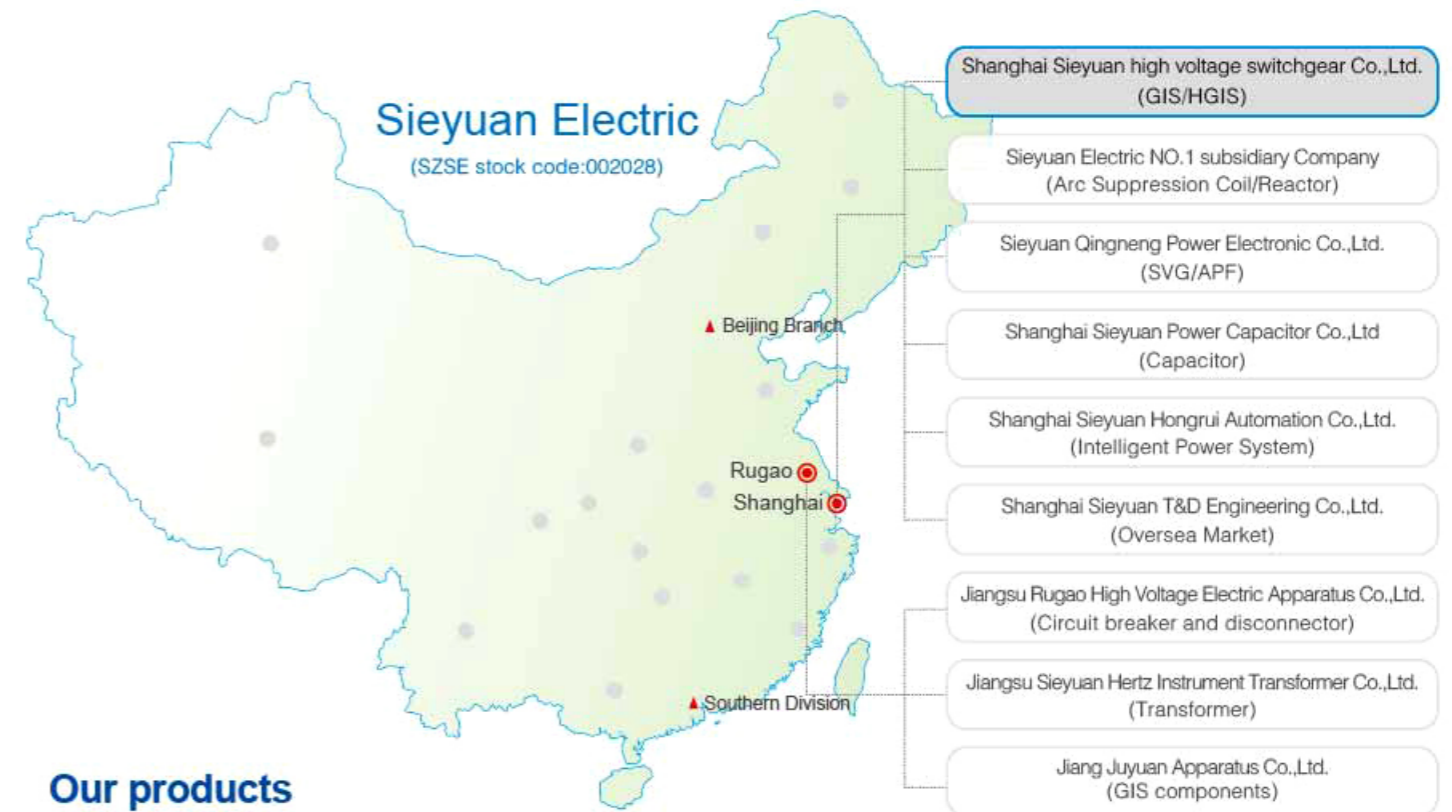 Sieyuan Electric
(SZSE stock code:002028)
Beijing Branch
Rugao
Shanghai
Southern Division
Our products
Shanghai Sieyuan high voltage switchgear Co.,Ltd.
(GIS/HGIS)
Sieyuan Electric NO.1 subsidiary Company
(Arc Suppression Coil/Reactor)
Sieyuan Qingneng Power Electronic Co.,Ltd.
(SVG/APF)
Shanghai Sieyuan Power Capacitor Co.,Ltd
(Capacitor)
Shanghai Sieyuan Hongrui Automation Co.,Ltd.
(Intelligent Power System)
Shanghai Sieyuan T&D Engineering Co.,Ltd.
(Oversea Market)
Jiangsu Rugao High Voltage Electric Apparatus Co.,Ltd.
(Circuit breaker and disconnector)
Jiangsu Sieyuan Hertz Instrument Transformer Co.,Ltd.
(Transformer)
Jiang Juyuan Apparatus Co.,Ltd.
(GIS components)